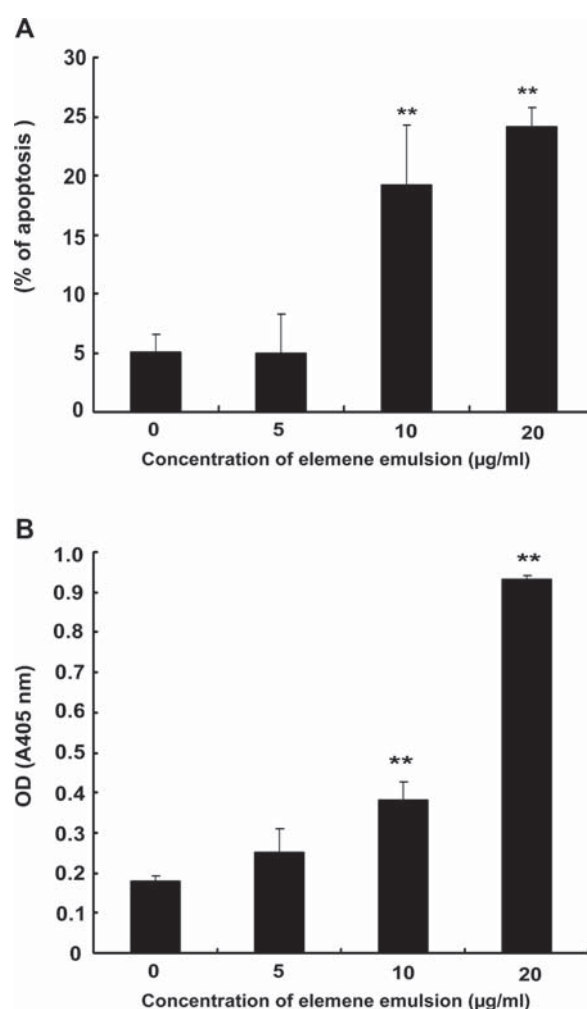 A
30
25
20
15
10
5
0
(% of apoptosis )
**
**
0 5 10 20
Concentration of elemene emulsion (µg/ml)
B
1.0
0.9
0.8
0.7
0.6
0.5
0.4
0.3
0.2
0.1
0
OD (A405 nm)
**
**
0 5 10 20
Concentration of elemene emulsion (µg/ml)